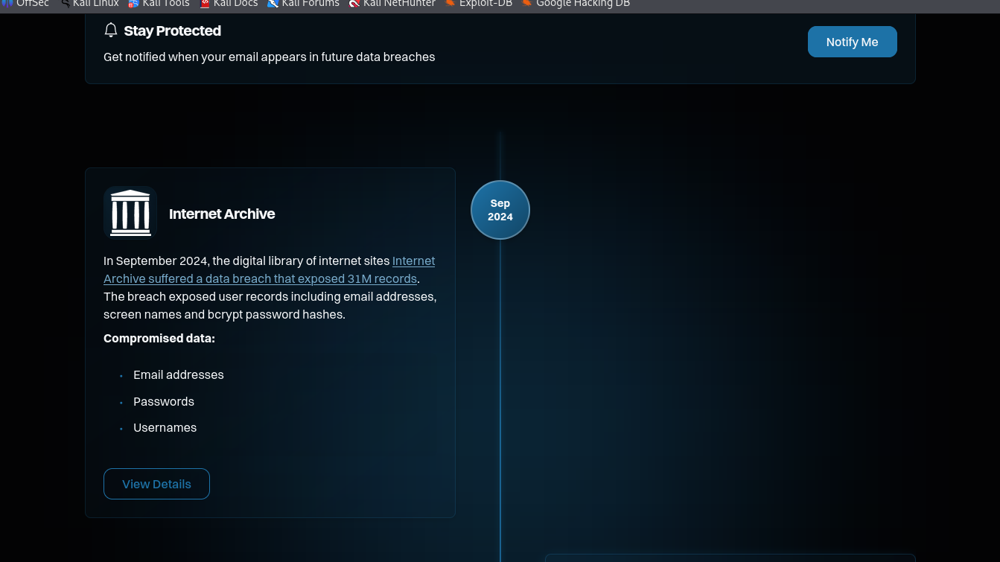 OffSec Kali Linux Kali Tools Kali Docs Kali Forums Kali NetHunter Exploit-DB Google Hacking DB
Stay Protected
Get notified when your email appears in future data breaches
Notify Me
Sep
2024
Internet Archive
In September 2024, the digital library of internet sites Internet
Archive suffered a data breach that exposed 31M records.
The breach exposed user records including email addresses,
screen names and bcrypt password hashes.
Compromised data:
Email addresses
Passwords
Usernames
View Details